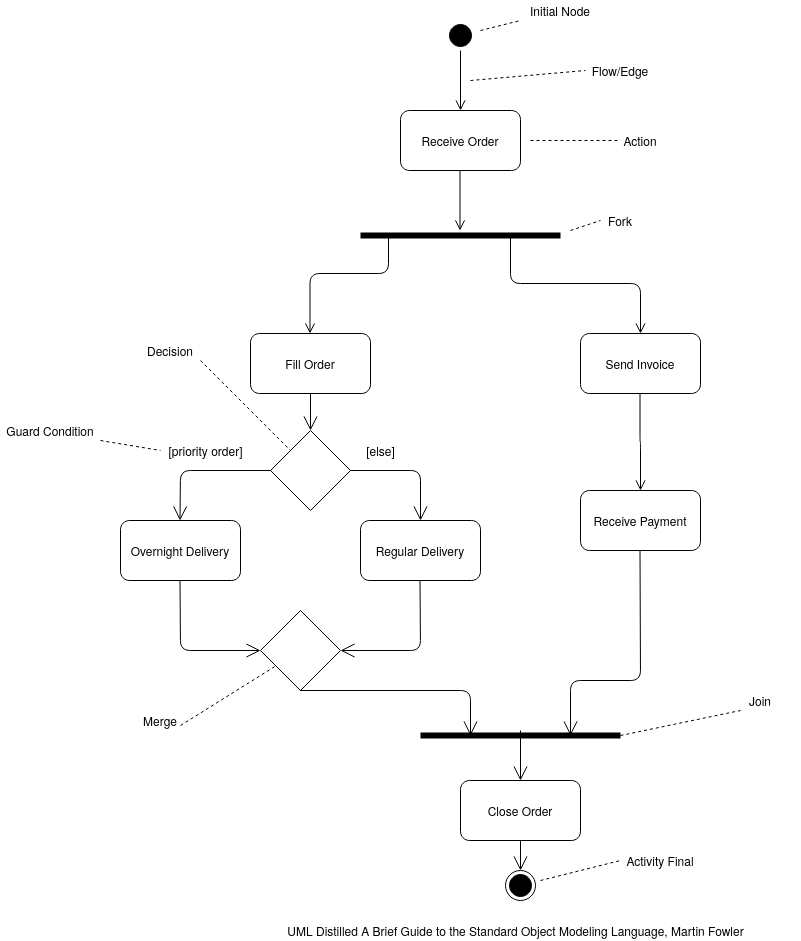 Initial Node
Flow/Edge
Receive Order
Action
Fork
Fill Order
Send Invoice
Decision
Guard Condition
[priority order]
[else]
Overnight Delivery
Regular Delivery
Receive Payment
Merge
Join
Close Order
Activity Final
UML Distilled A Brief Guide to the Standard Object Modeling Language, Martin Fowler